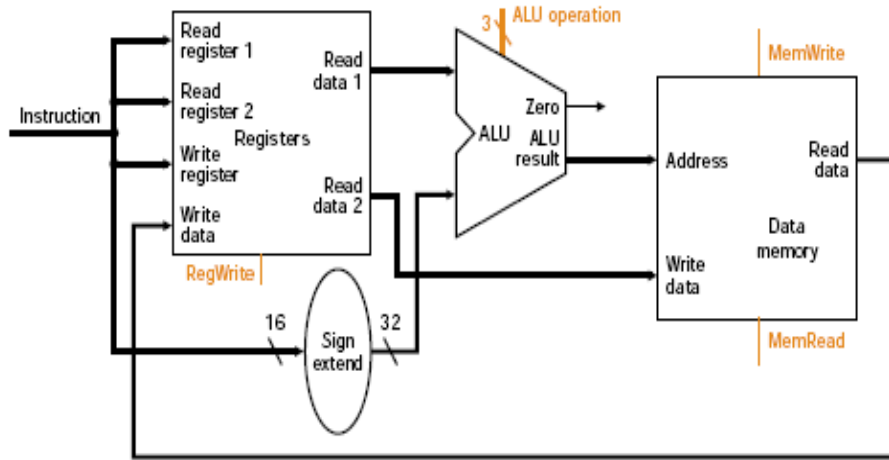 Instruction
Read
register 1
Read
register 2
Registers
Write
register
Write
data
Read
data 1
Read
data 2
RegWrite
16
Sign
extend
32
3
ALU operation
Zero
ALU
ALU
result
MemWrite
Address
Read
data
Data
memory
Write
data
MemRead